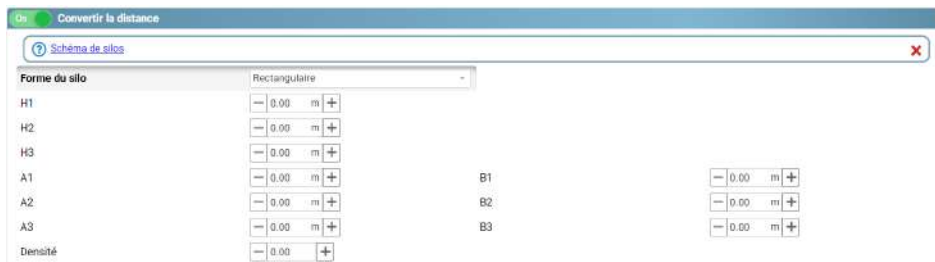 On Convertir la distance
? Schéma de silos
Forme du silo Rectangulaire
H1 0.00 m
H2 0.00 m
H3 0.00 m
A1 0.00 m B1 0.00 m
A2 0.00 m B2 0.00 m
A3 0.00 m B3 0.00 m
Densité 0.00